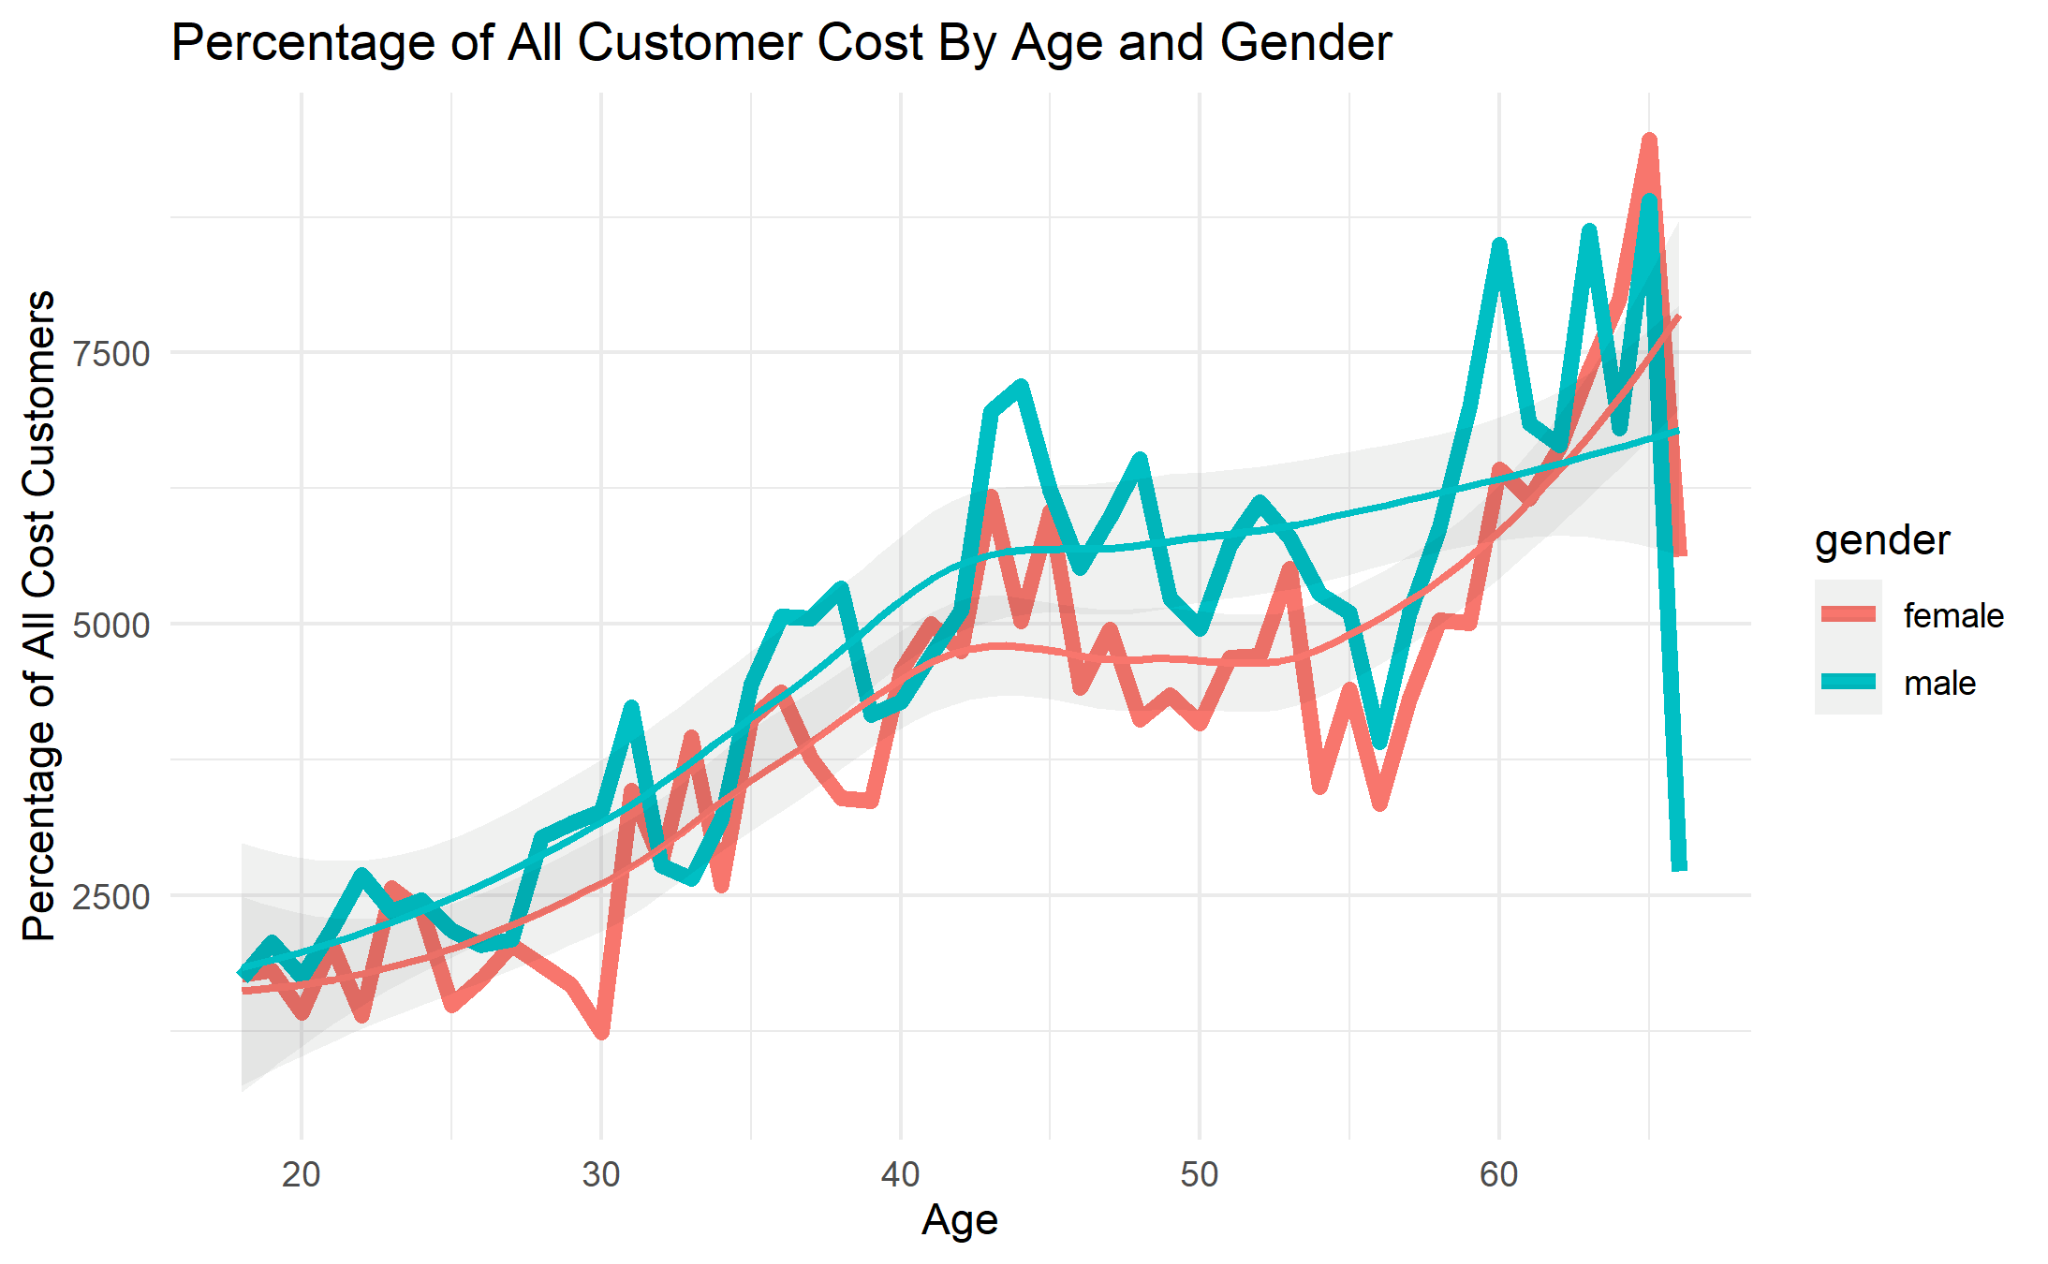 Percentage of All Customer Cost By Age and Gender
Percentage of All Cost Customers
7500
5000
2500
20 30 40 50 60
Age
gender
female
male